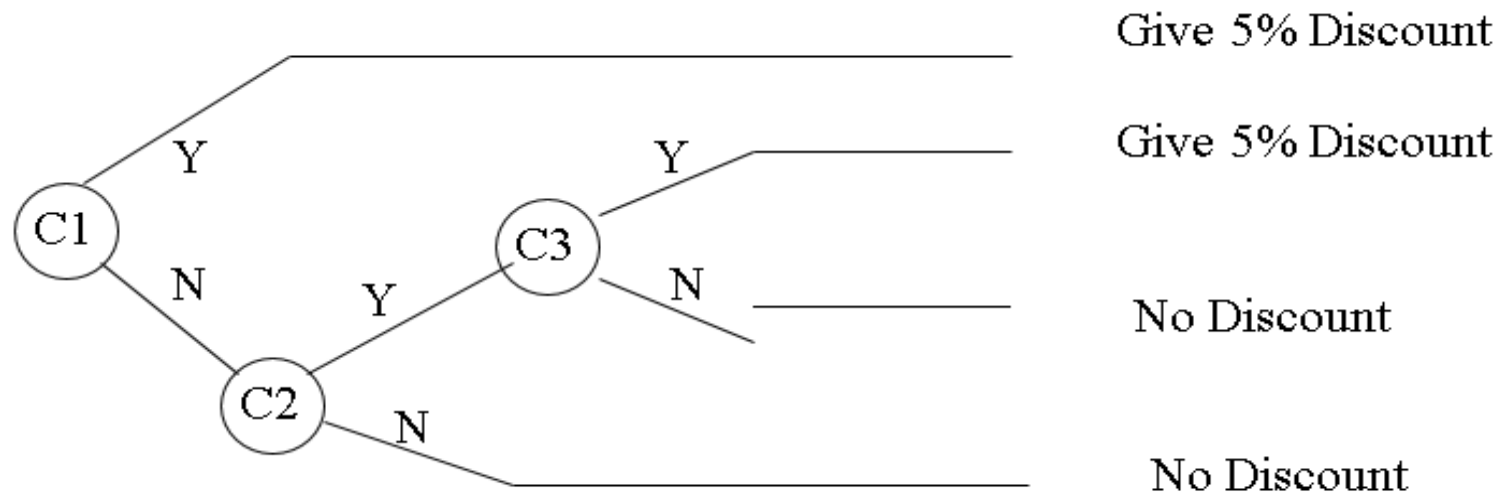 Give 5% Discount
Y
Y
Give 5% Discount
C1
C3
N
Y
N
No Discount
C2
N
No Discount